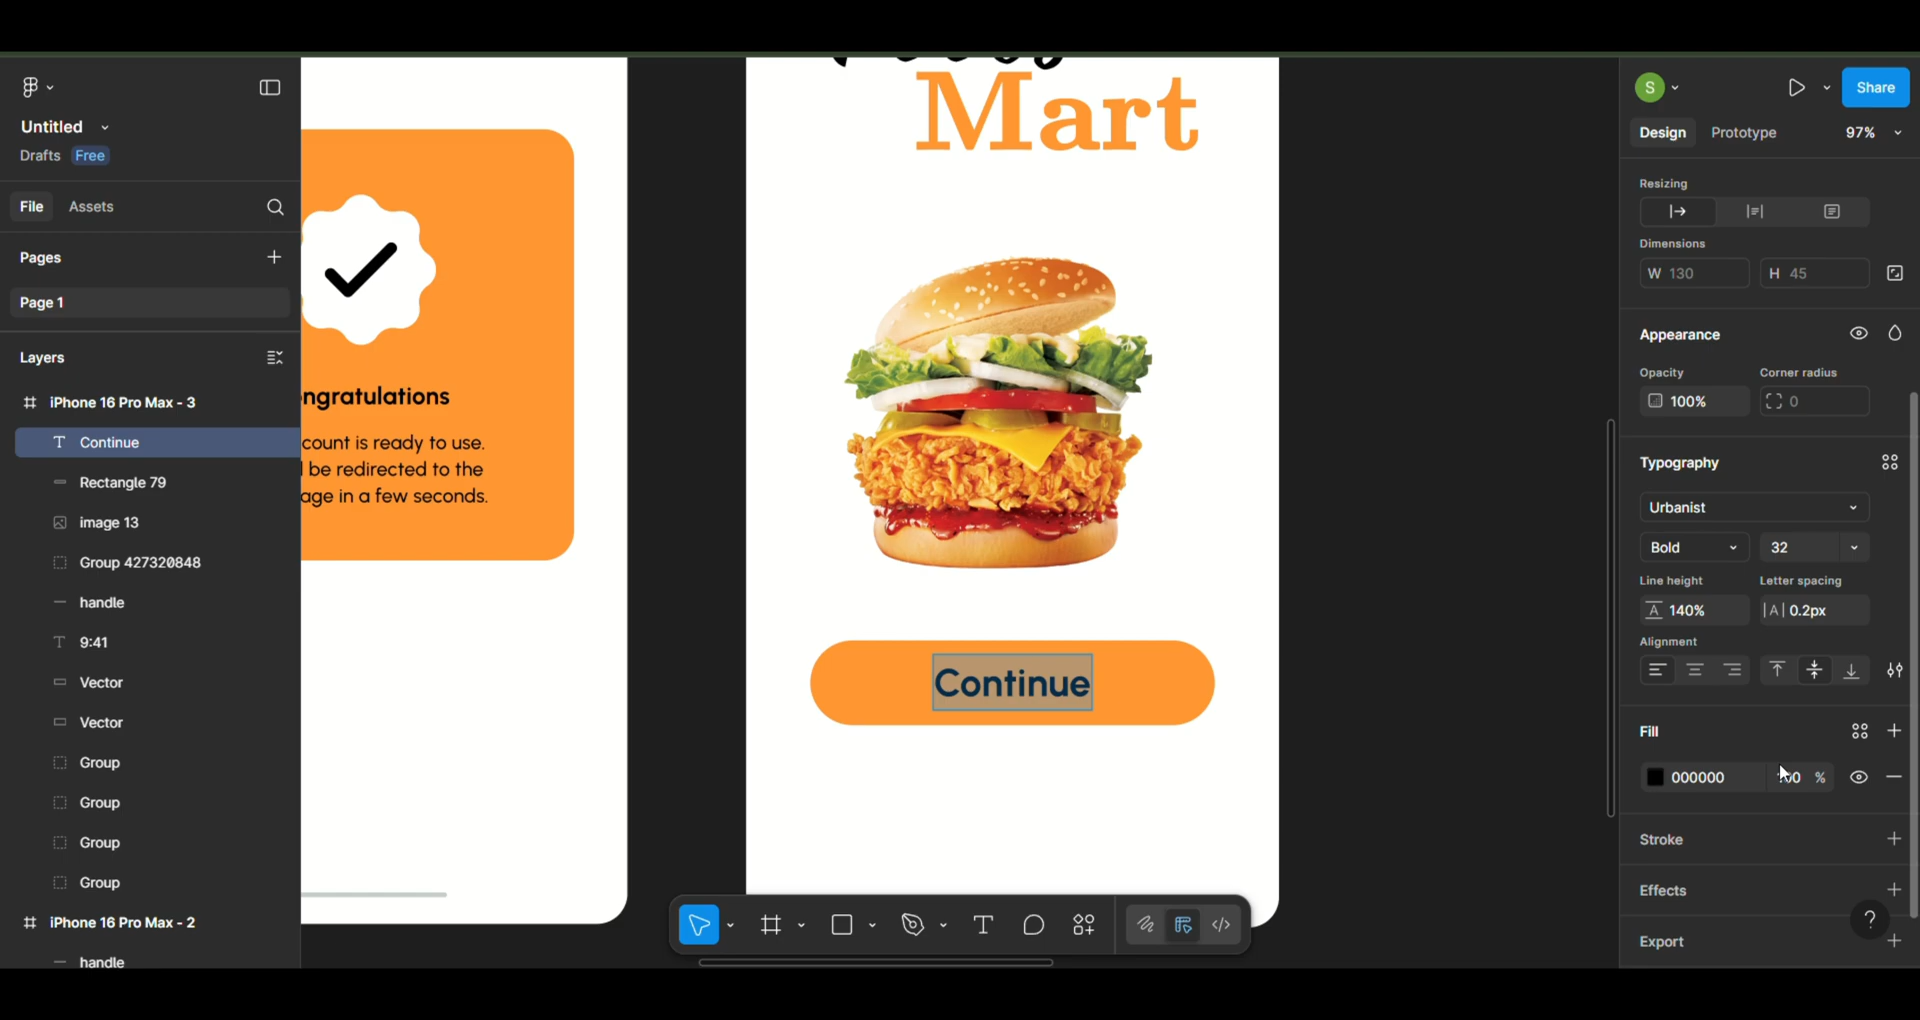 Untitled
Drafts Free
File Assets
Pages
Page 1
Layers
iPhone 16 Pro Max - 3
Continue
Rectangle 79
image 13
Group 427320848
handle
9:41
Vector
Vector
Group
Group
Group
Group
iPhone 16 Pro Max - 2
handle
ngratulations
count is ready to use.
be redirected to the
age in a few seconds.
Mart
Continue
S
Share
Design Prototype 97%
Resizing
Dimensions
W 130 H 45
Appearance
Opacity Corner radius
100% 0
Typography
Urbanist
Bold 32
Line height Letter spacing
140% 0.2px
Alignment
Fill
000000 %
Stroke
Effects
Export
?